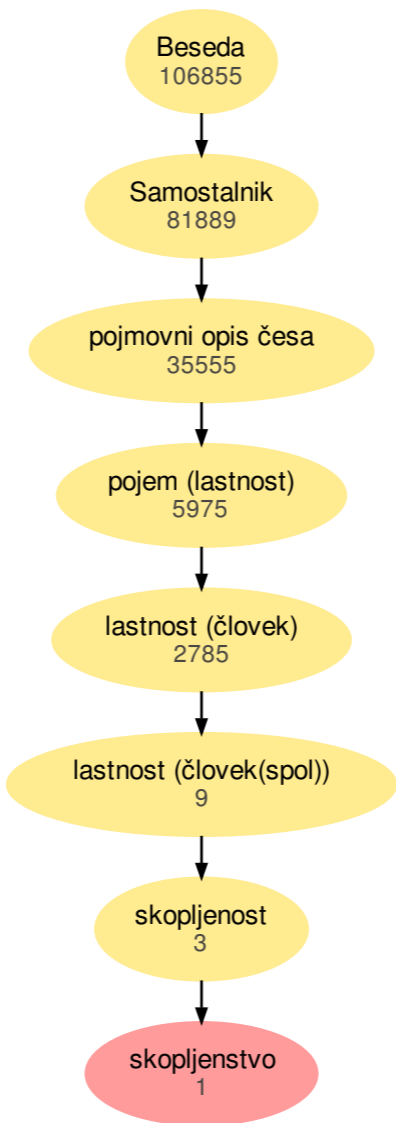 Beseda
106855
Samostalnik
81889
pojmovni opis česa
35555
pojem (lastnost)
5975
lastnost (človek)
2785
lastnost (človek(spol))
9
skopljenost
3
skopljenstvo
1